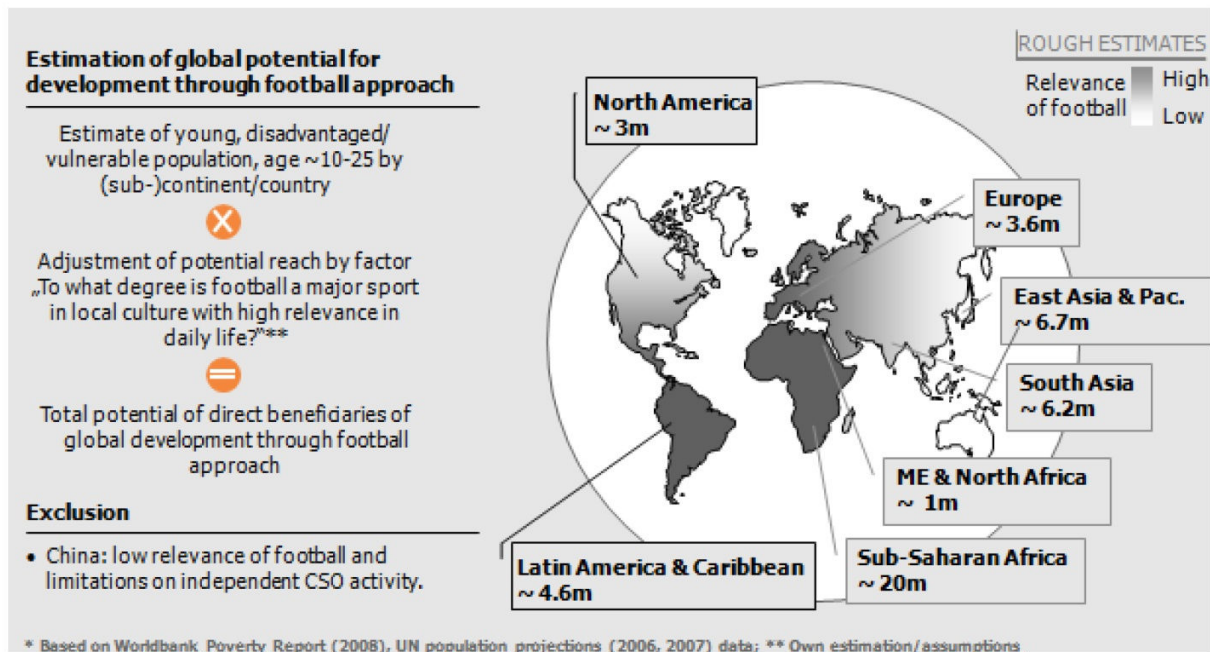 Estimation of global potential for
development through football approach
Estimate of young, disadvantaged/
vulnerable population, age ~10-25 by
(sub-)continent/country
X
Adjustment of potential reach by factor
„To what degree is football a major sport
in local culture with high relevance in
daily life?“**
=
Total potential of direct beneficiaries of
global development through football
approach
Exclusion
• China: low relevance of football and
limitations on independent CSO activity.
ROUGH ESTIMATES
Relevance
of football
High
Low
North America
~ 3m
Europe
~ 3.6m
East Asia & Pac.
~ 6.7m
South Asia
~ 6.2m
ME & North Africa
~ 1m
Sub-Saharan Africa
~ 20m
Latin America & Caribbean
~ 4.6m
* Based on Worldbank Poverty Report (2008), UN population projections (2006, 2007) data; ** Own estimation/assumptions